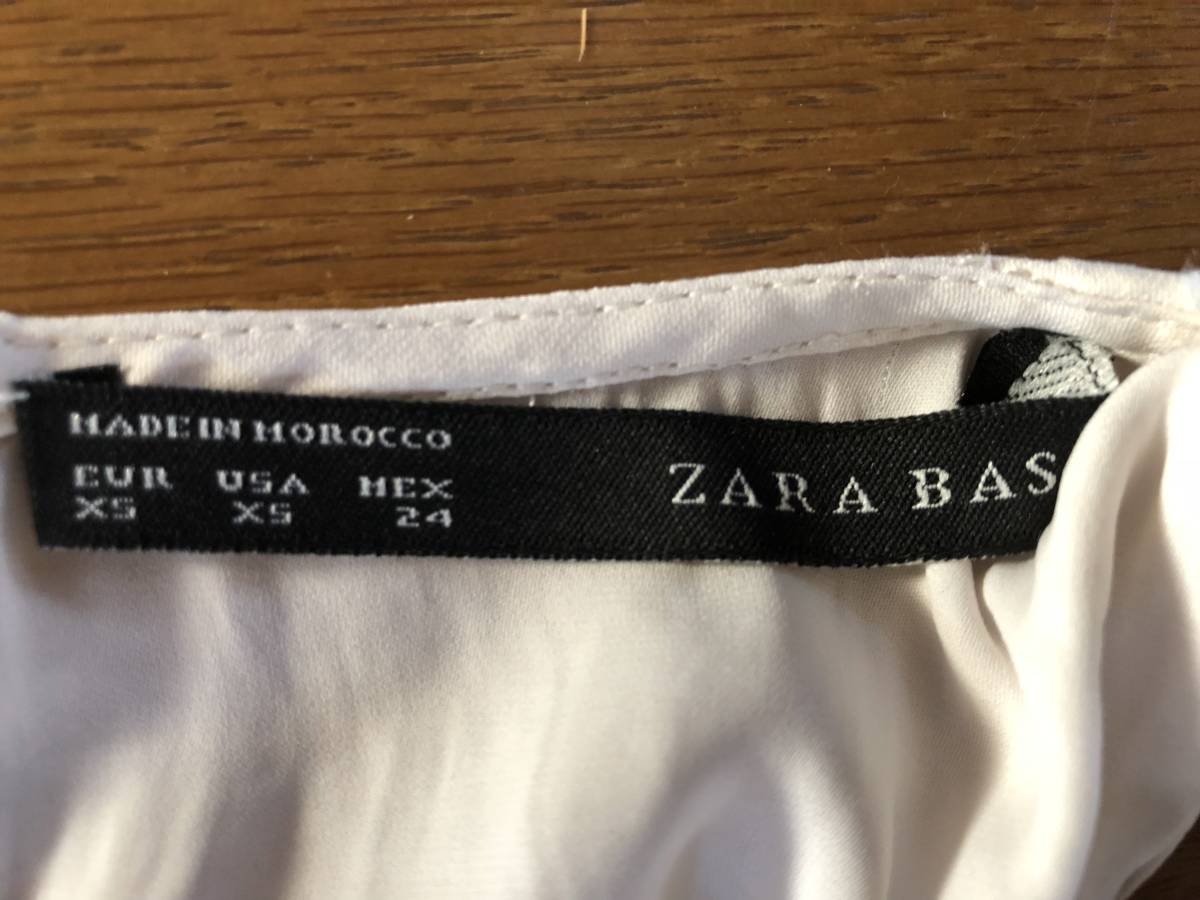 MADE IN MOROCCO
EUR USA MEX
XS XS 24
ZARA BAS